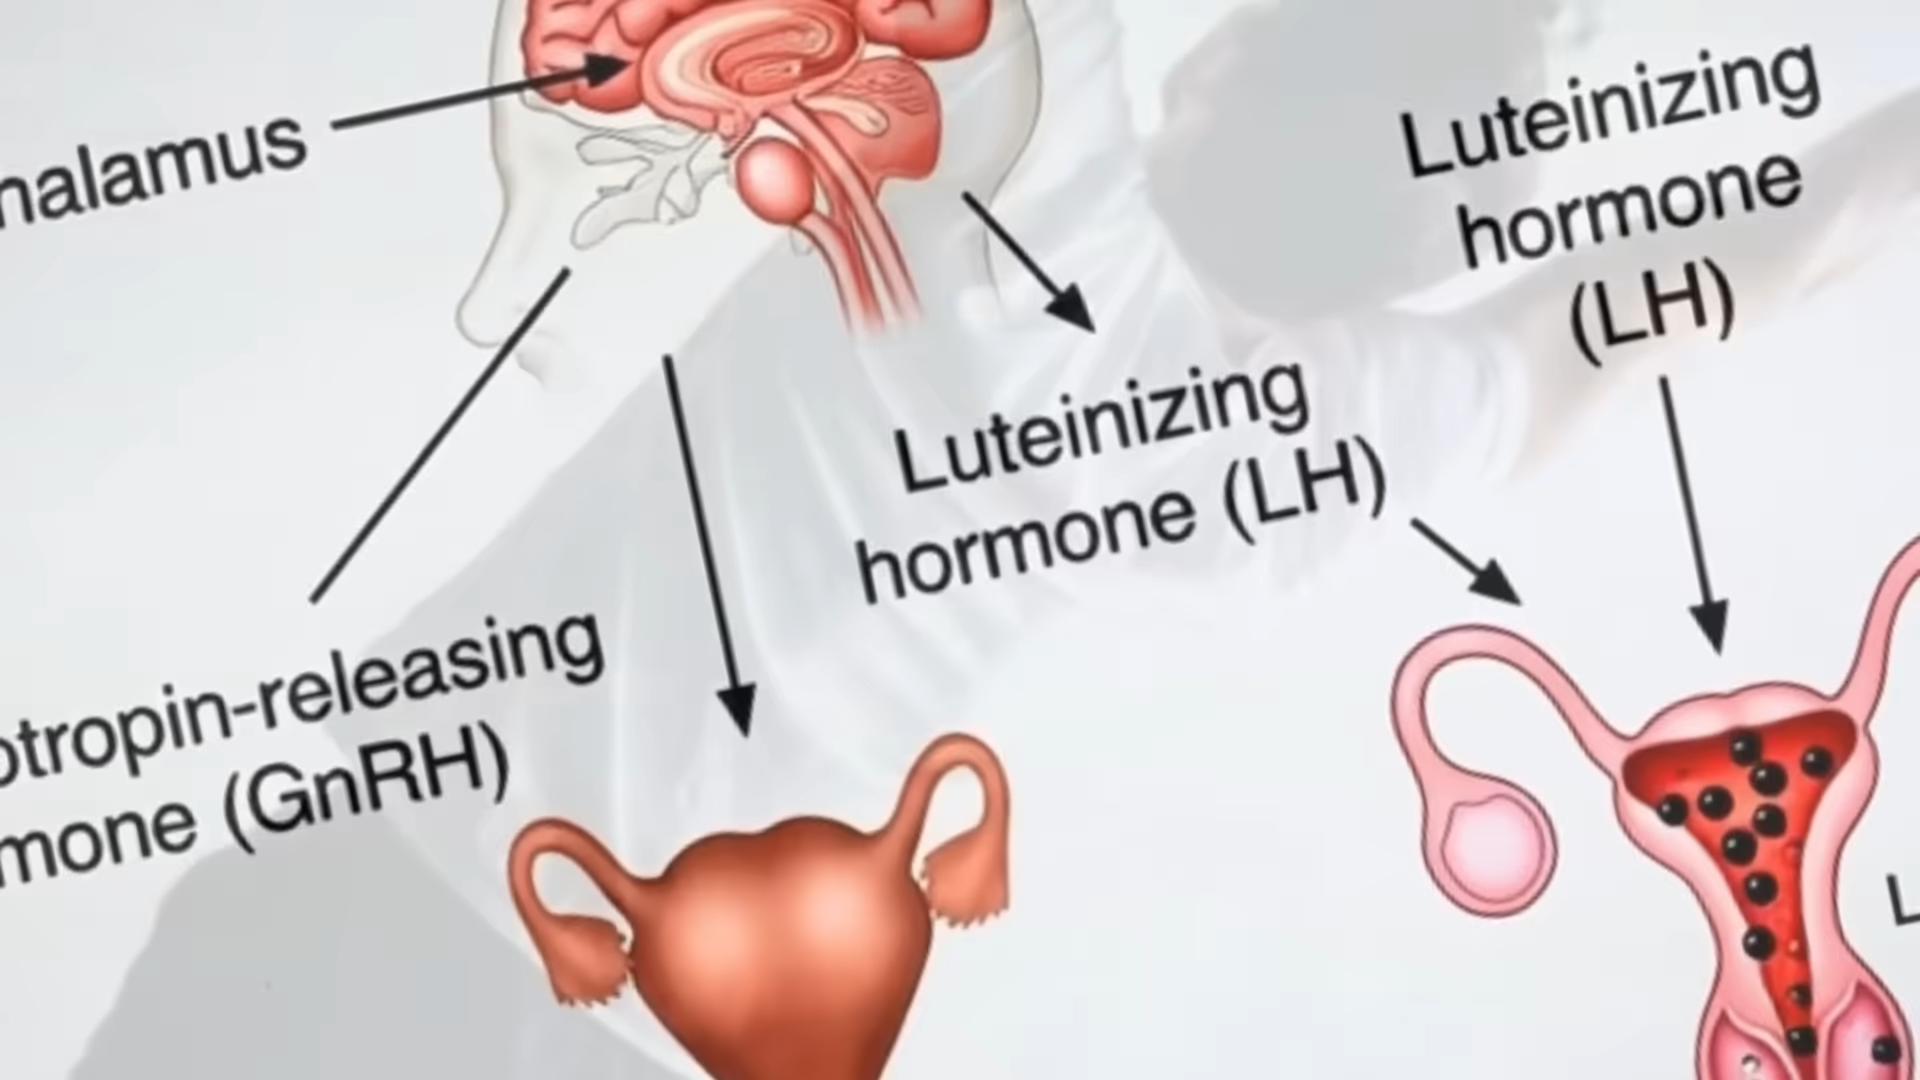 halamus
Luteinizing
hormone
(LH)
Luteinizing
hormone (LH)
otropin-releasing
mone (GnRH)
L